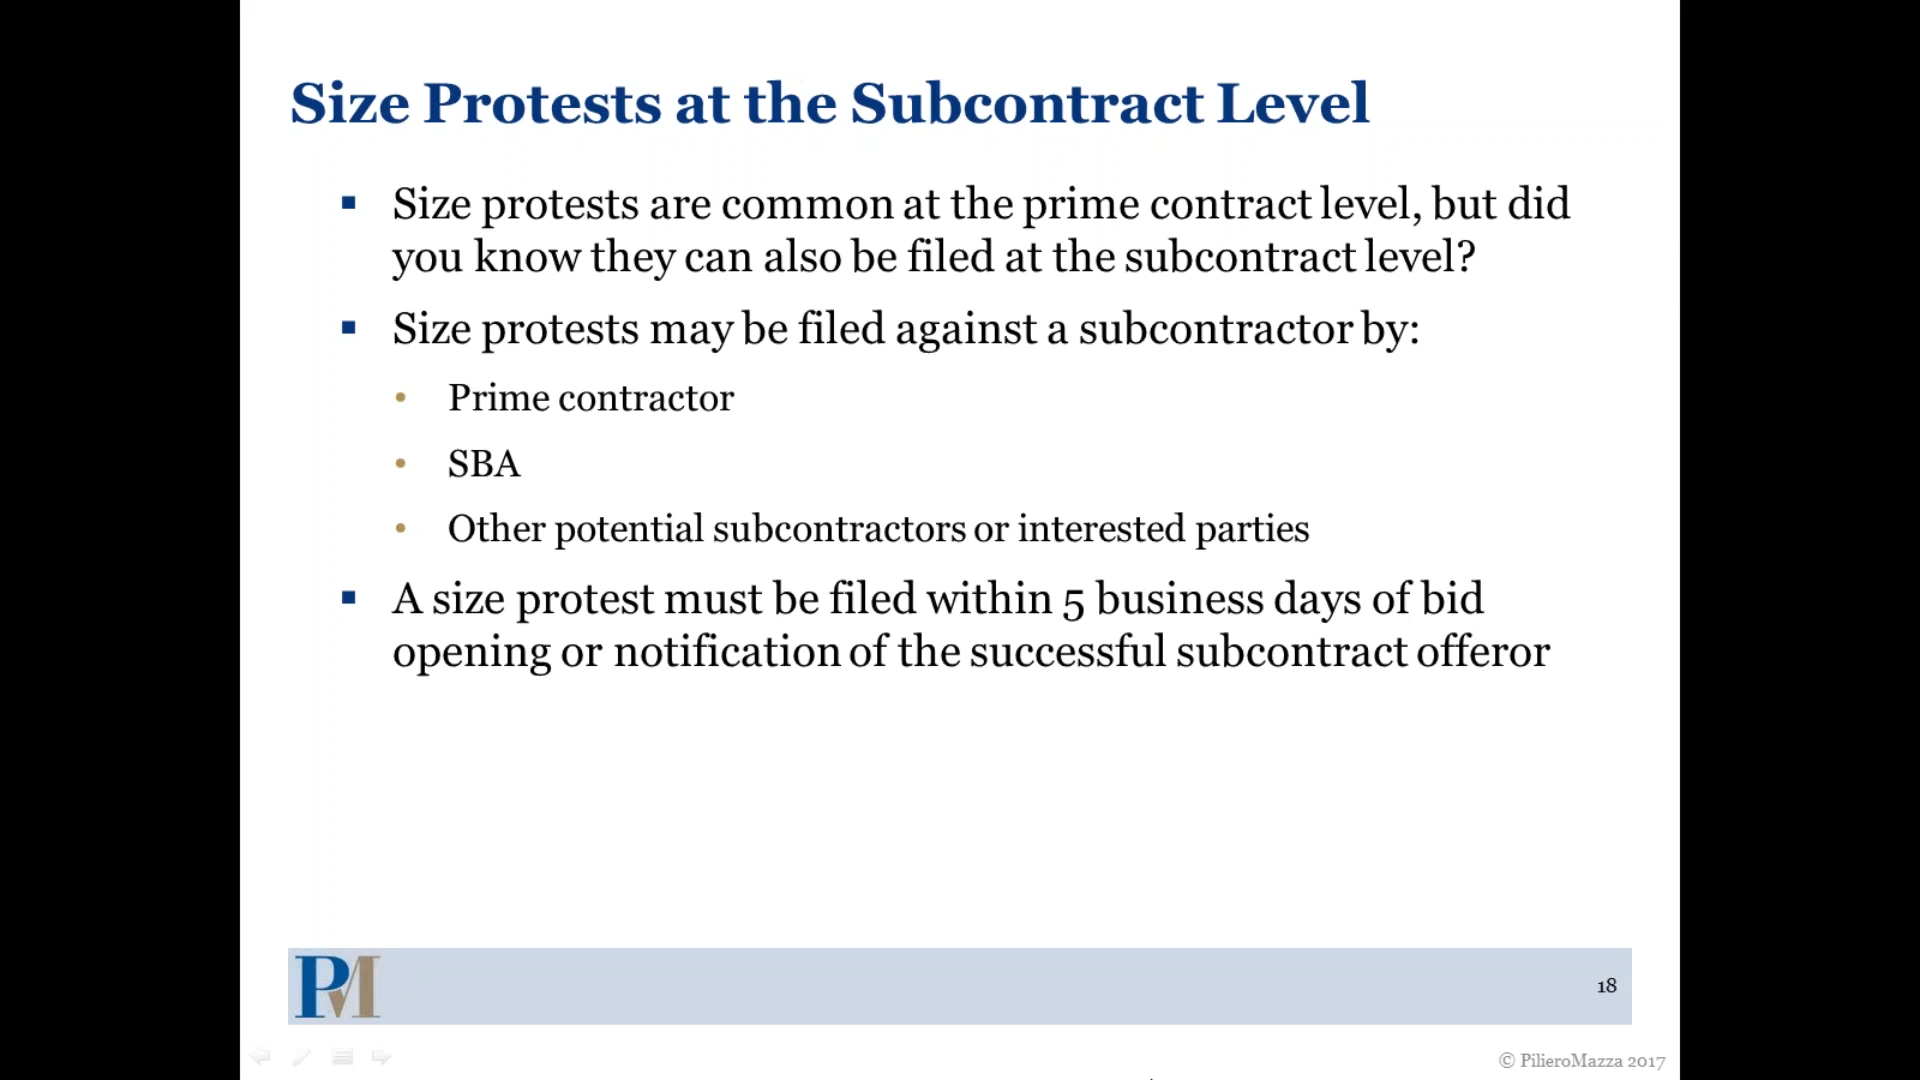 Size Protests at the Subcontract Level
▪ Size protests are common at the prime contract level, but did
you know they can also be filed at the subcontract level?
▪ Size protests may be filed against a subcontractor by:
• Prime contractor
• SBA
• Other potential subcontractors or interested parties
▪ A size protest must be filed within 5 business days of bid
opening or notification of the successful subcontract offeror
PM
18
© PilieroMazza 2017